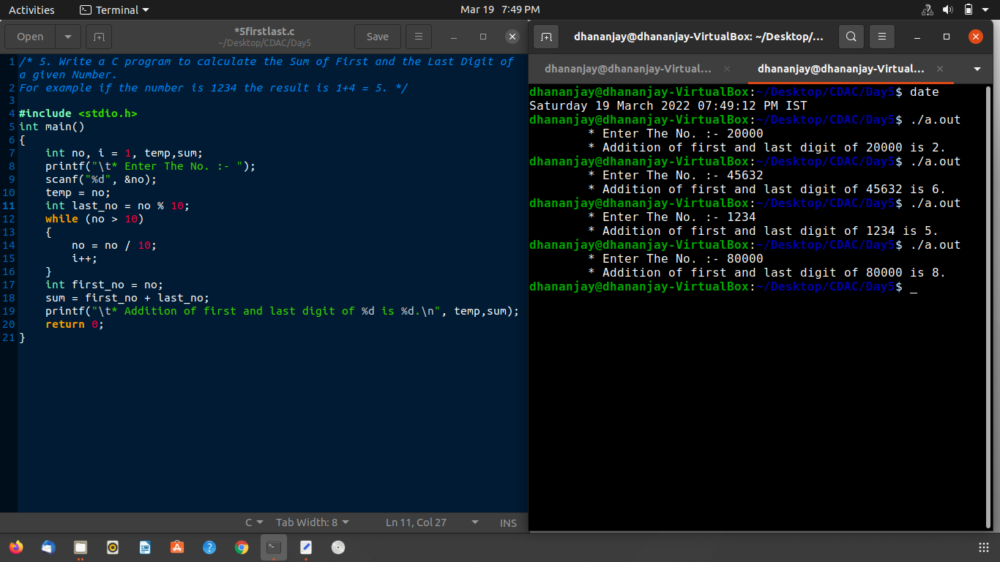 Activities Terminal Mar 19 7:49 PM
Open *5firstlast.c Save
~/Desktop/CDAC/Day5
1 /* 5. Write a C program to calculate the Sum of First and the Last Digit of
a given Number.
2 For example if the number is 1234 the result is 1+4 = 5. */
3
4 #include <stdio.h>
5 int main()
6 {
7     int no, i = 1, temp,sum;
8     printf("\t* Enter The No. :- ");
9     scanf("%d", &no);
10     temp = no;
11     int last_no = no % 10;
12     while (no > 10)
13     {
14         no = no / 10;
15         i++;
16     }
17     int first_no = no;
18     sum = first_no + last_no;
19     printf("\t* Addition of first and last digit of %d is %d.\n", temp,sum);
20     return 0;
21 }
C Tab Width: 8 Ln 11, Col 27 INS
dhananjay@dhananjay-VirtualBox: ~/Desktop/...
dhananjay@dhananjay-Virtual... dhananjay@dhananjay-Virtual...
dhananjay@dhananjay-VirtualBox:~/Desktop/CDAC/Day5$ date
Saturday 19 March 2022 07:49:12 PM IST
dhananjay@dhananjay-VirtualBox:~/Desktop/CDAC/Day5$ ./a.out
        * Enter The No. :- 20000
        * Addition of first and last digit of 20000 is 2.
dhananjay@dhananjay-VirtualBox:~/Desktop/CDAC/Day5$ ./a.out
        * Enter The No. :- 45632
        * Addition of first and last digit of 45632 is 6.
dhananjay@dhananjay-VirtualBox:~/Desktop/CDAC/Day5$ ./a.out
        * Enter The No. :- 1234
        * Addition of first and last digit of 1234 is 5.
dhananjay@dhananjay-VirtualBox:~/Desktop/CDAC/Day5$ ./a.out
        * Enter The No. :- 80000
        * Addition of first and last digit of 80000 is 8.
dhananjay@dhananjay-VirtualBox:~/Desktop/CDAC/Day5$ _